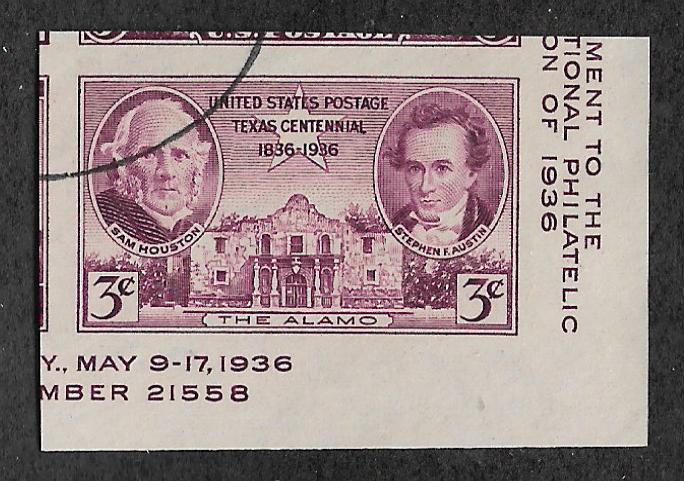 U.S. POSTAGE
UNITED STATES POSTAGE
TEXAS CENTENNIAL
1836-1936
SAM HOUSTON
STEPHEN F. AUSTIN
3¢
3¢
THE ALAMO
Y., MAY 9-17, 1936
MBER 21558
MENT TO THE
TIONAL PHILATELIC
ON OF 1936